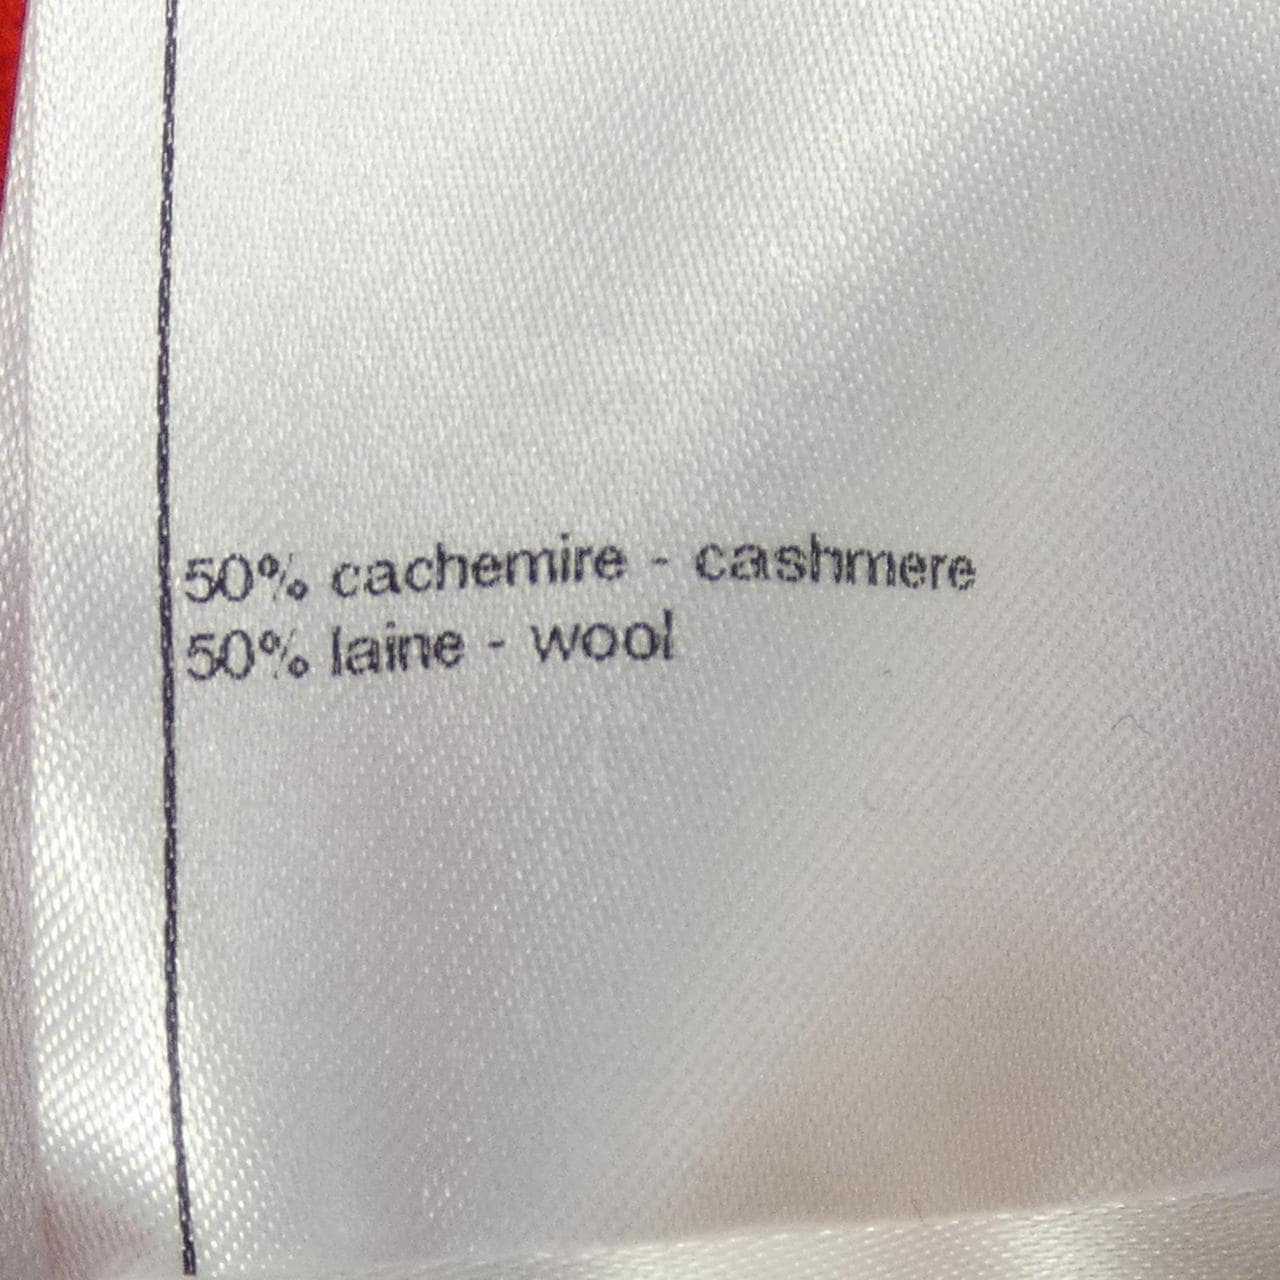 50% cachemire - cashmere
50% laine - wool